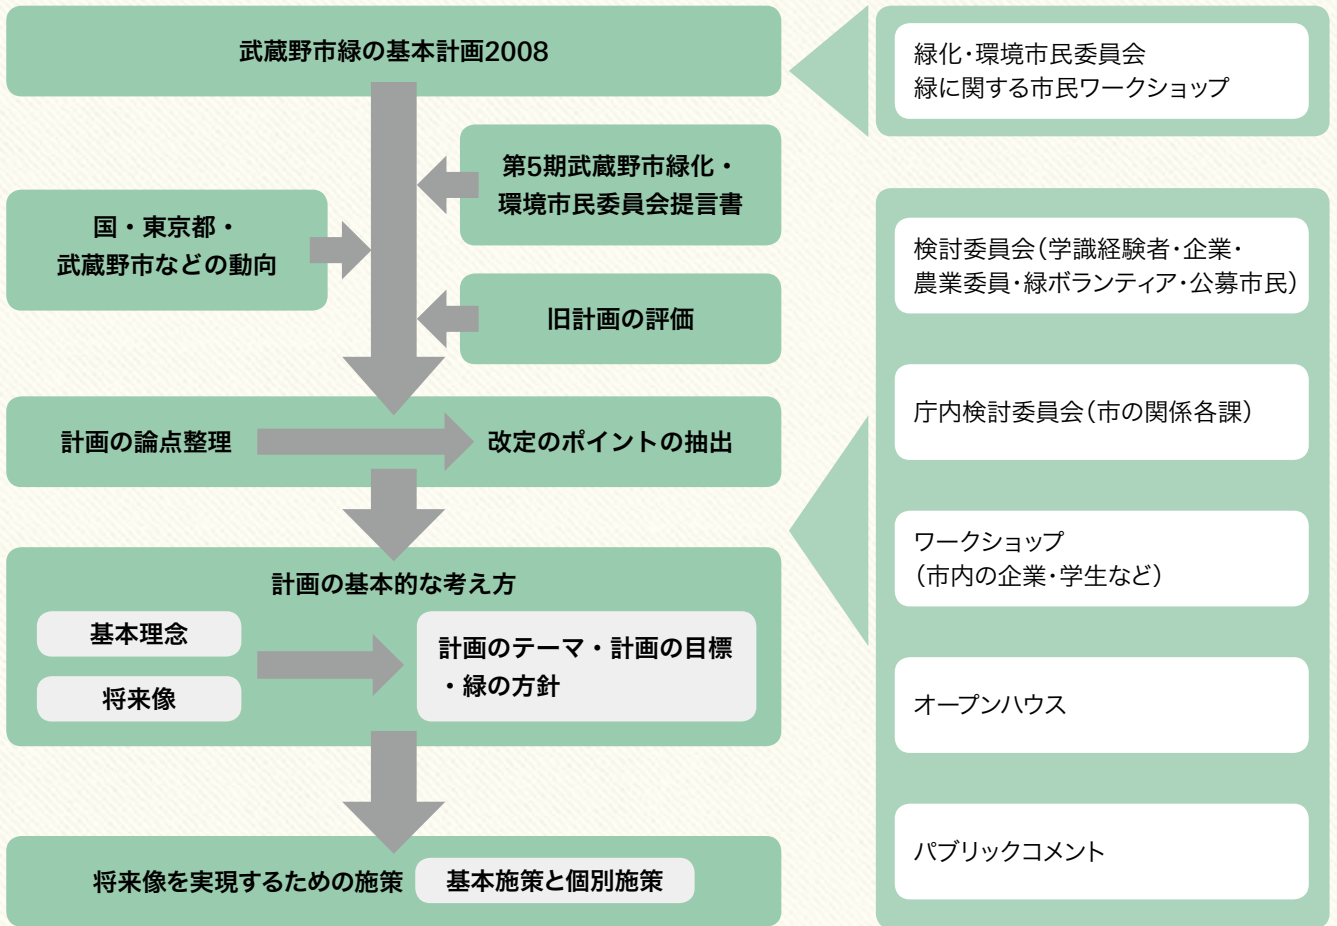 武蔵野市緑の基本計画2008
第5期武蔵野市緑化・
環境市民委員会提言書
国・東京都・
武蔵野市などの動向
旧計画の評価
計画の論点整理
改定のポイントの抽出
計画の基本的な考え方
基本理念
将来像
計画のテーマ・計画の目標
・緑の方針
将来像を実現するための施策
基本施策と個別施策
緑化・環境市民委員会
緑に関する市民ワークショップ
検討委員会(学識経験者・企業・
農業委員・緑ボランティア・公募市民)
庁内検討委員会(市の関係各課)
ワークショップ
(市内の企業・学生など)
オープンハウス
パブリックコメント